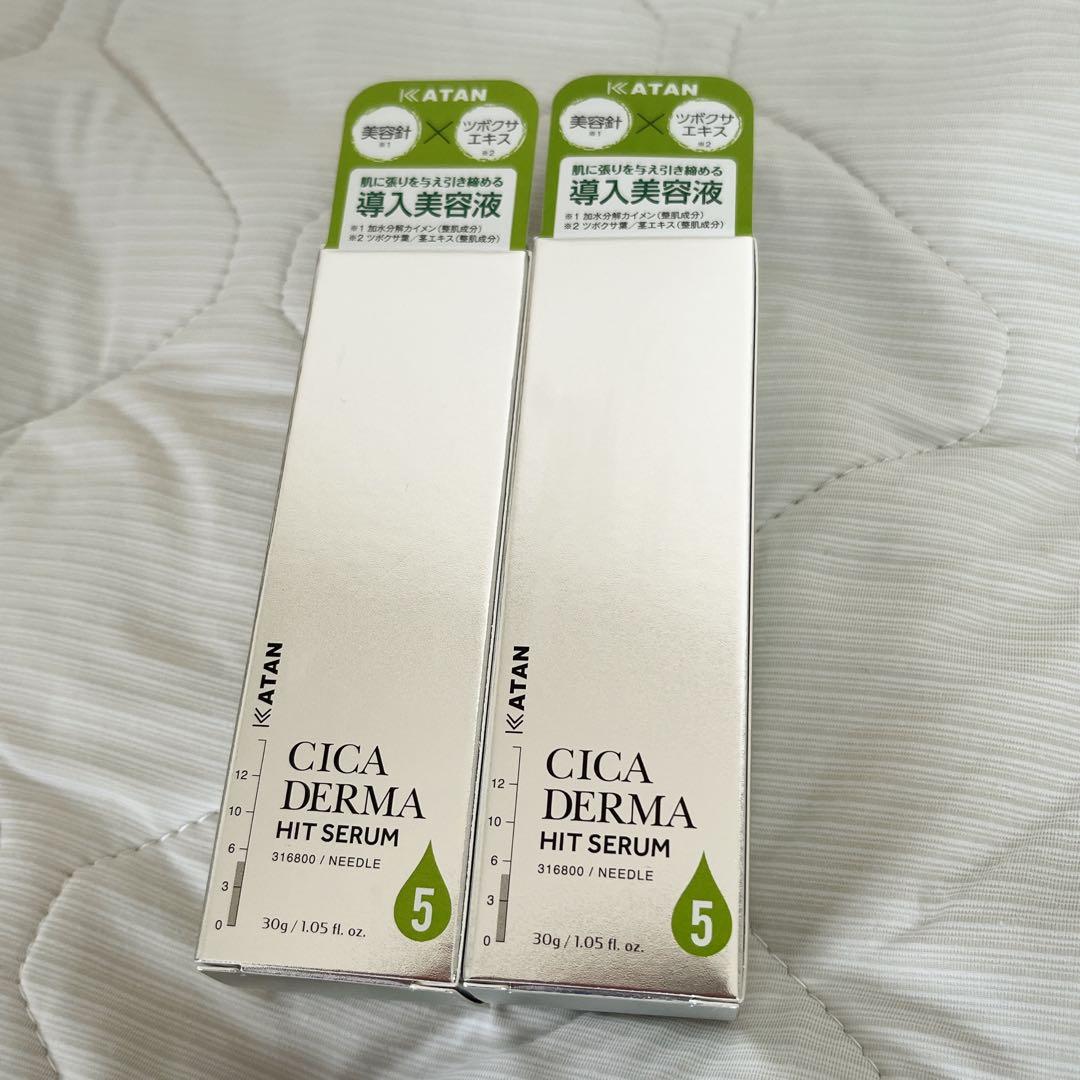 KATAN
美容針
※1
×
ツボクサ
エキス
※2
肌に張りを与え引き締める
導入美容液
※1 加水分解カイメン(整肌成分)
※2 ツボクサ葉/茎エキス(整肌成分)
KATAN
12
10
6
3
0
CICA
DERMA
HIT SERUM
316800 / NEEDLE
5
30g / 1.05 fl. oz.
KATAN
美容針
※1
×
ツボクサ
エキス
※2
肌に張りを与え引き締める
導入美容液
※1 加水分解カイメン(整肌成分)
※2 ツボクサ葉/茎エキス(整肌成分)
KATAN
12
10
6
3
0
CICA
DERMA
HIT SERUM
316800 / NEEDLE
5
30g / 1.05 fl. oz.